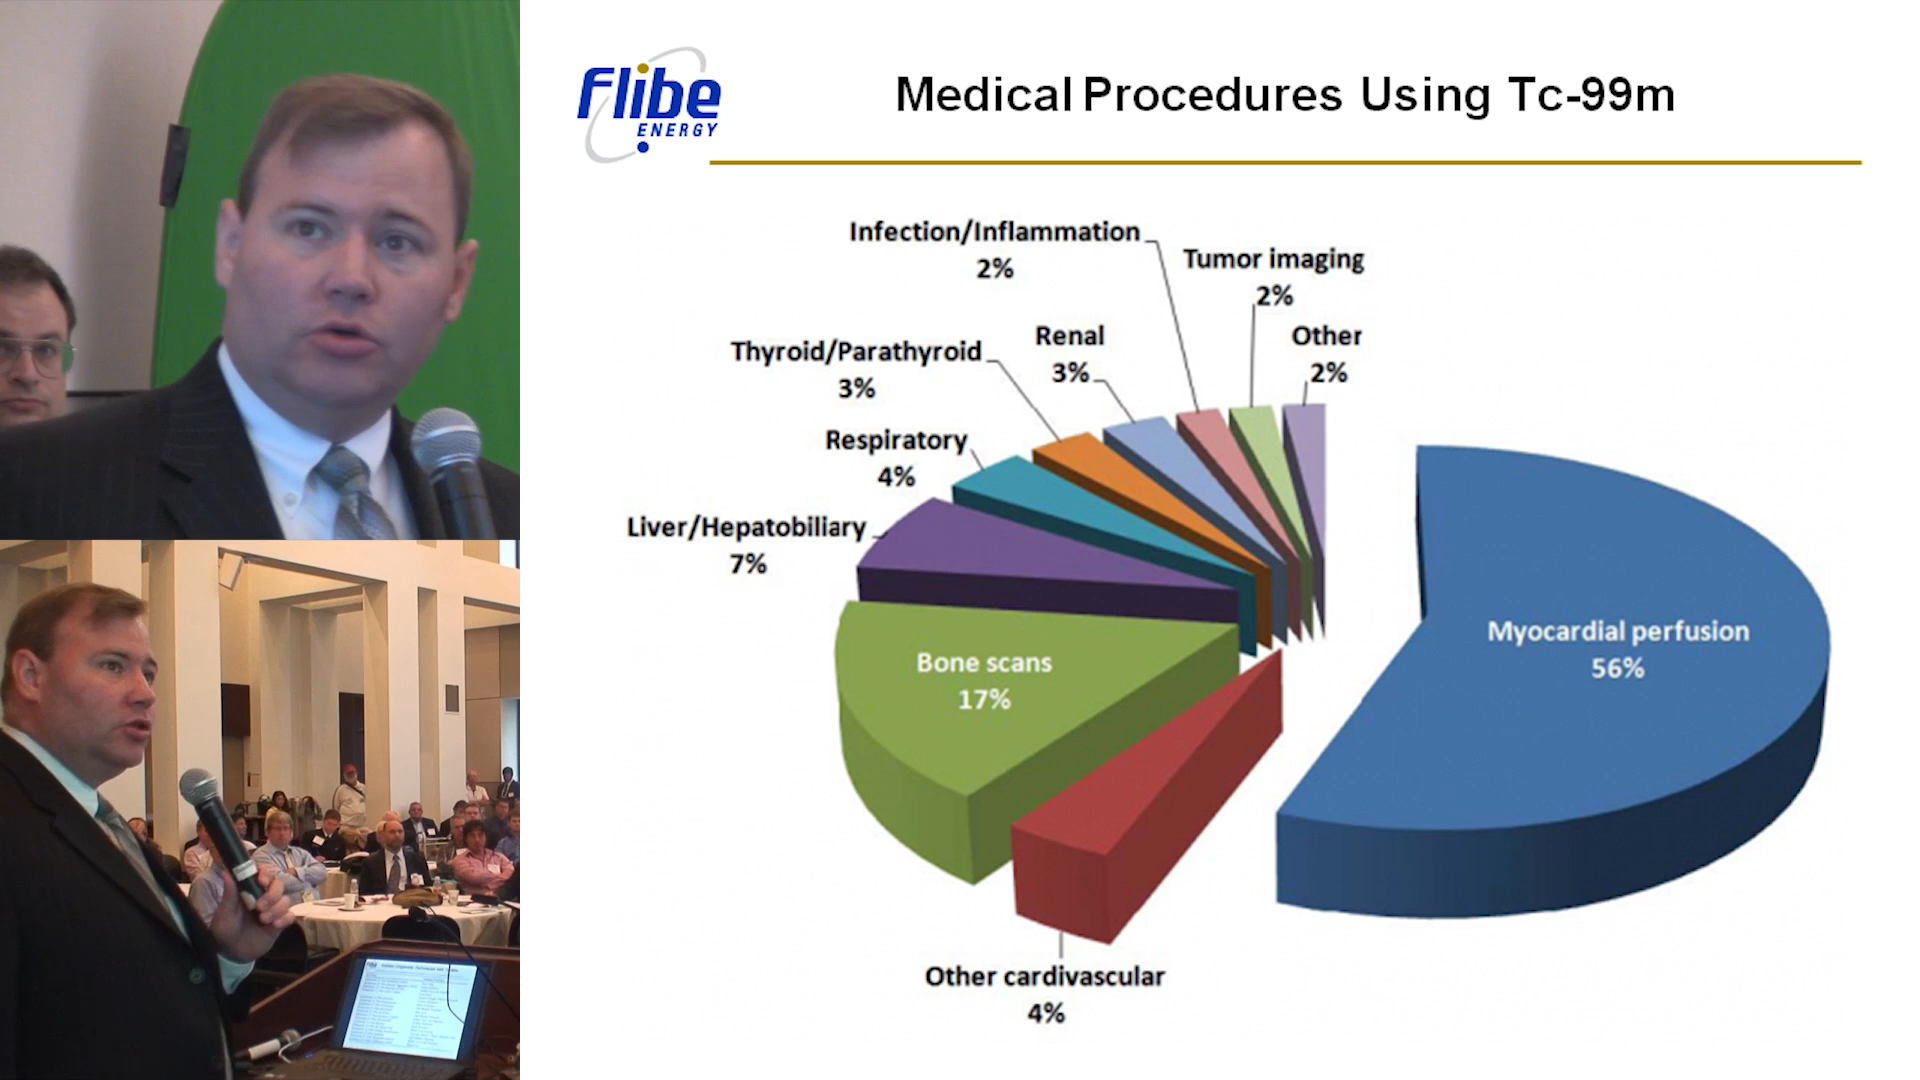 Flibe
ENERGY
Medical Procedures Using Tc-99m
Infection/Inflammation
2%
Tumor imaging
2%
Renal
3%
Other
2%
Thyroid/Parathyroid
3%
Respiratory
4%
Liver/Hepatobiliary
7%
Bone scans
17%
Myocardial perfusion
56%
Other cardivascular
4%